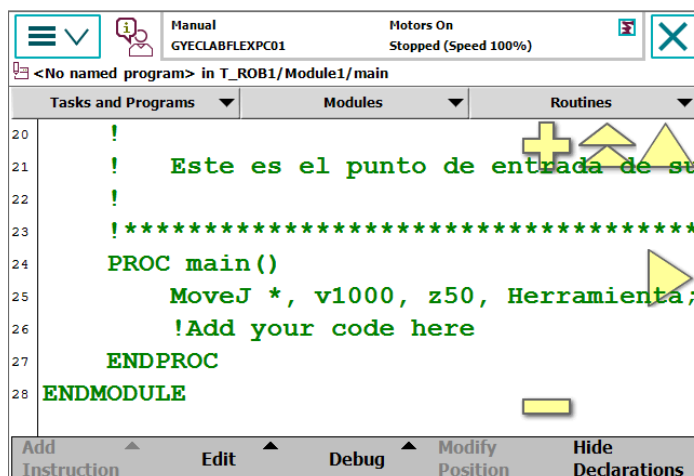 Manual
GYECLABFLEXPC01
Motors On
Stopped (Speed 100%)
<No named program> in T_ROB1/Module1/main
Tasks and Programs
Modules
Routines
20 !
21 ! Este es el punto de entrada de su
22 !
23 !************************************
24 PROC main()
25 MoveJ *, v1000, z50, Herramienta;
26 !Add your code here
27 ENDPROC
28 ENDMODULE
Add Instruction
Edit
Debug
Modify Position
Hide Declarations